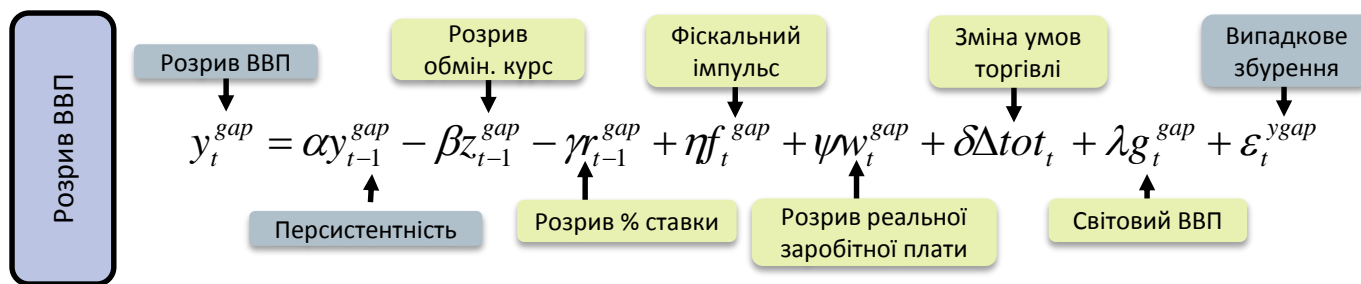 Розрив ВВП
Розрив ВВП
Розрив
обмін. курс
Фіскальний
імпульс
Зміна умов
торгівлі
Випадкове
збурення
y_t^{gap} = αy_{t-1}^{gap} − βz_{t-1}^{gap} − γr_{t-1}^{gap} + ηf_t^{gap} + ψw_t^{gap} + δΔtot_t + λg_t^{gap} + ε_t^{ygap}
Персистентність
Розрив % ставки
Розрив реальної
заробітної плати
Світовий ВВП